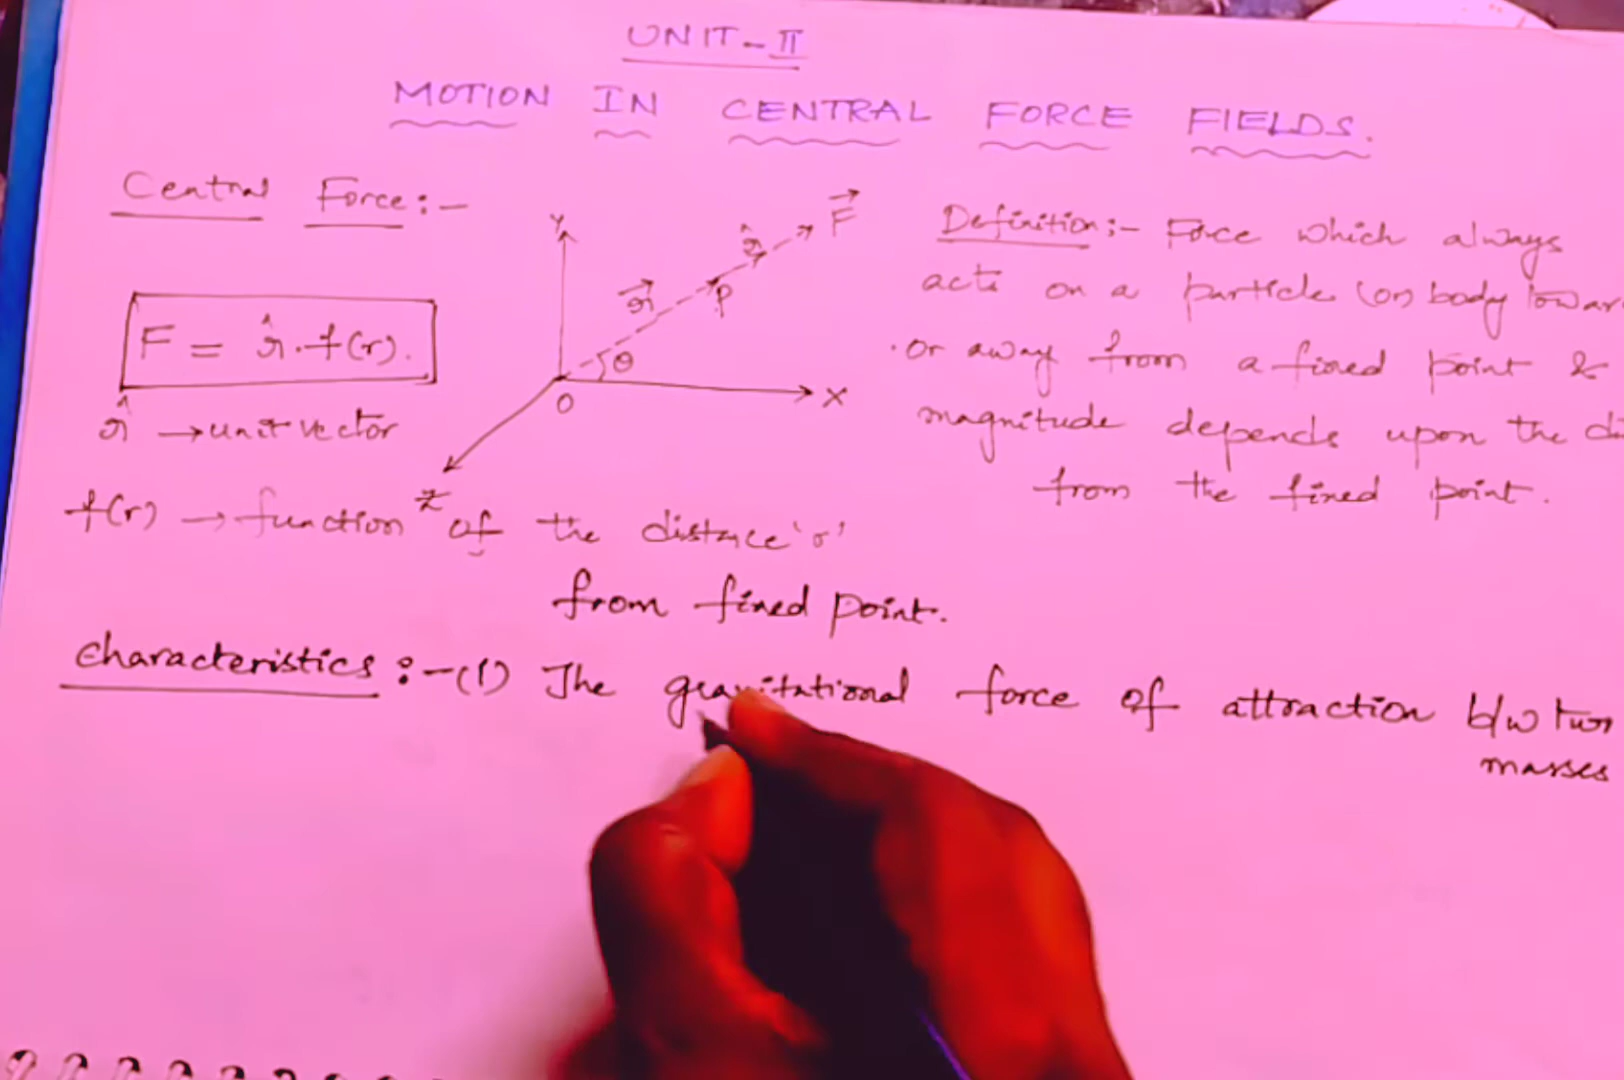 UNIT-II
MOTION IN CENTRAL FORCE FIELDS.
Central Force:-
F = r̂.f(r).
r̂ → unit vector
Y
r⃗
P
r̂
F⃗
θ
O
X
Z
Definition:- Force which always
acts on a particle (or) body towar
or away from a fixed point &
magnitude depends upon the di
from the fixed point.
f(r) → function of the distance 'r'
from fixed point.
Characteristics:-(1) The gravitational force of attraction b/w two
masses